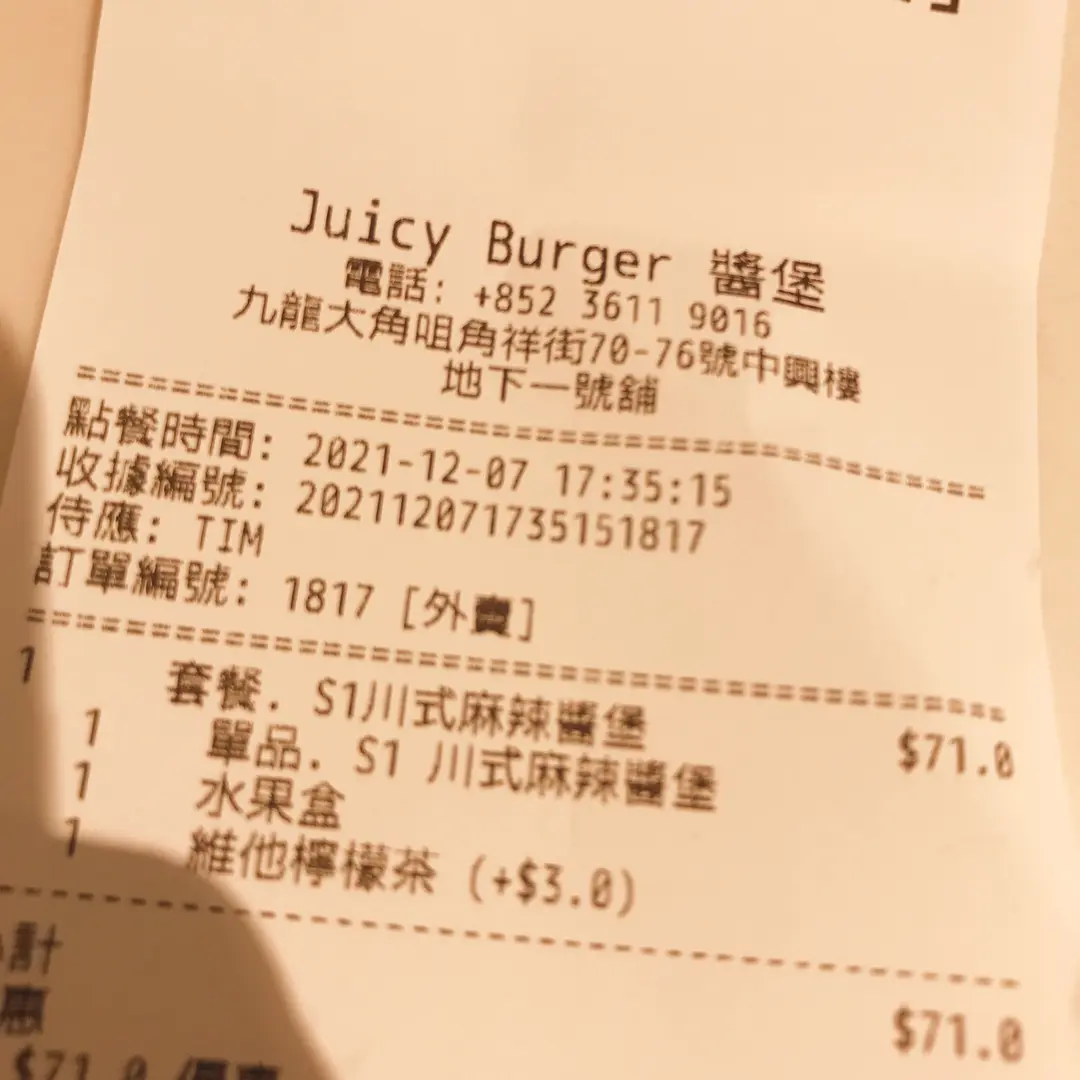 Juicy Burger 醬堡
電話: +852 3611 9016
九龍大角咀角祥街70-76號中興樓
地下一號舖
==========================================
點餐時間: 2021-12-07 17:35:15
收據編號: 202112071735151817
侍應: TIM
訂單編號: 1817 [外賣]
==========================================
1 套餐. S1川式麻辣醬堡 $71.0
1 單品. S1 川式麻辣醬堡
1 水果盒
1 維他檸檬茶 (+$3.0)
------------------------------------------
計 $71.0
惠
$71.0